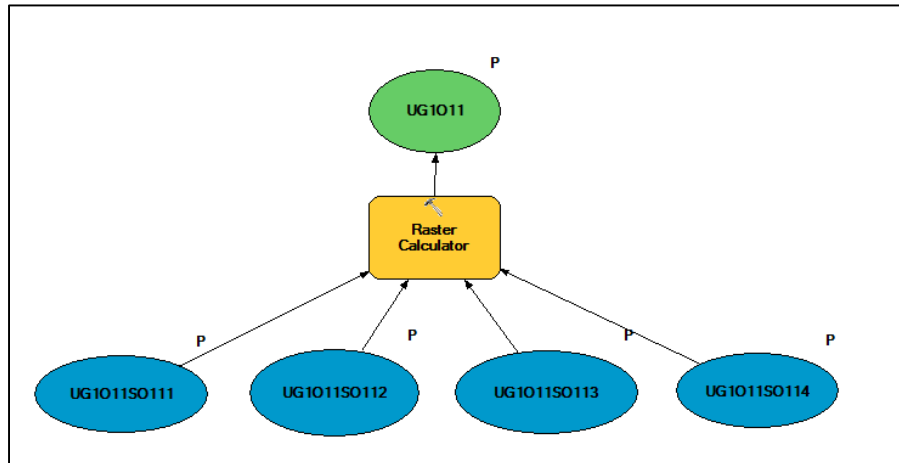 P
UG1O11
Raster
Calculator
P
P
P
P
UG1O11SO111
UG1O11SO112
UG1O11SO113
UG1O11SO114